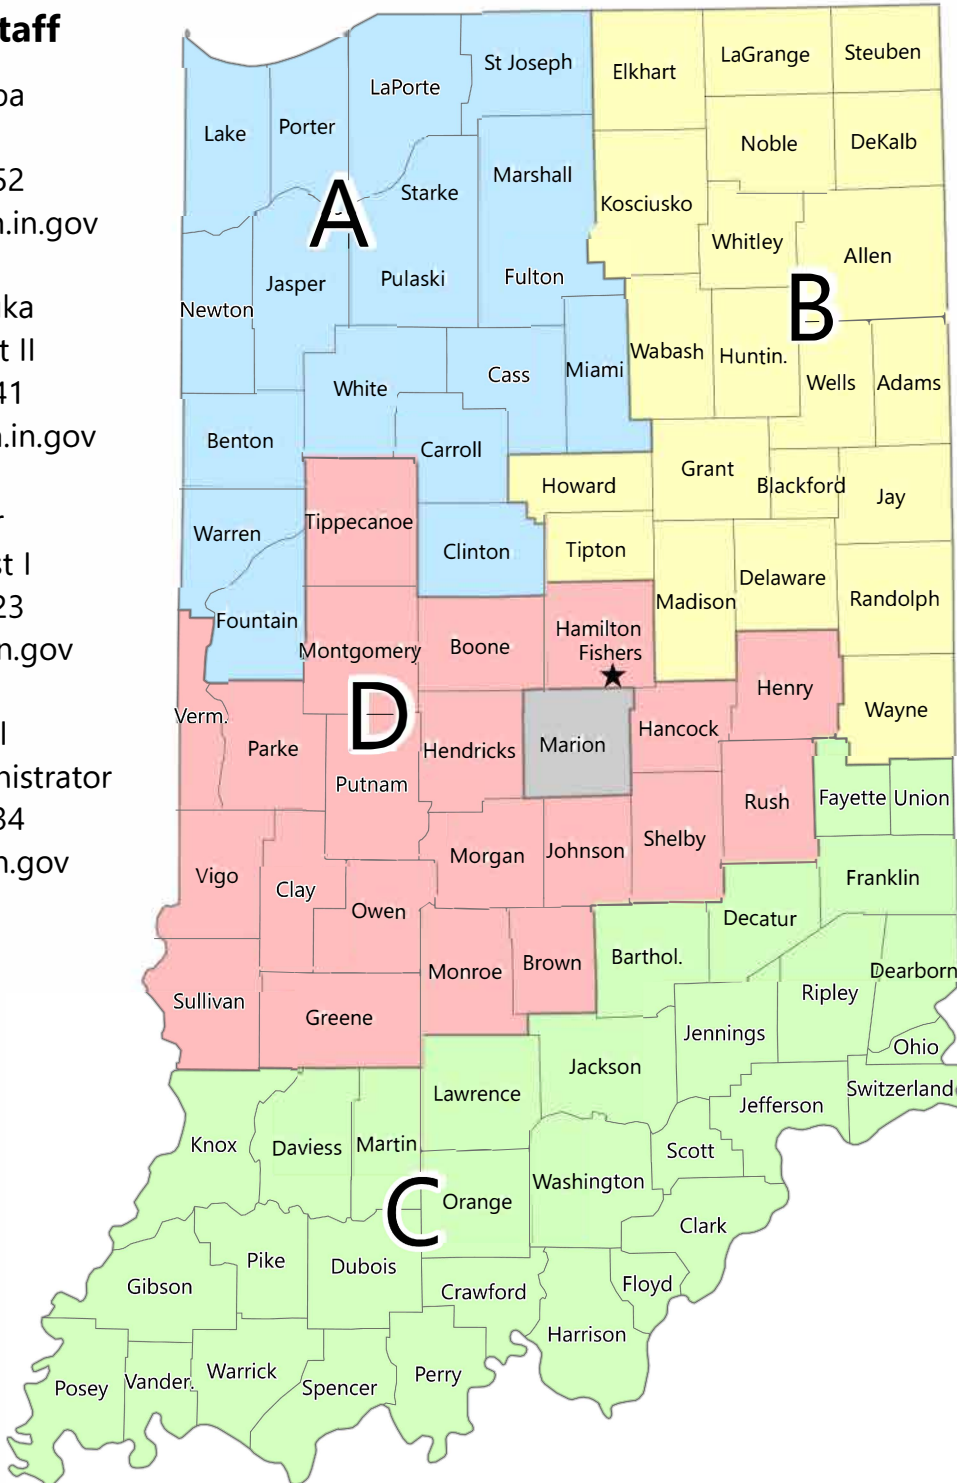 taff
pa
52
n.in.gov
ka
t II
41
n.in.gov
r
st I
23
n.gov
l
nistrator
34
n.gov
St Joseph
LaPorte
Elkhart
LaGrange
Steuben
Lake
Porter
Noble
DeKalb
Starke
Marshall
Kosciusko
A
Whitley
Allen
Jasper
Pulaski
Fulton
Newton
B
Wabash
Huntin.
White
Cass
Miami
Wells
Adams
Benton
Carroll
Grant
Howard
Blackford
Jay
Warren
Tippecanoe
Clinton
Tipton
Delaware
Madison
Randolph
Fountain
Montgomery
Boone
Hamilton
Fishers
Henry
Verm.
D
Wayne
Parke
Hendricks
Marion
Hancock
Putnam
Rush
Fayette
Union
Vigo
Morgan
Johnson
Shelby
Clay
Franklin
Owen
Decatur
Monroe
Brown
Barthol.
Dearborn
Sullivan
Ripley
Greene
Jennings
Ohio
Jackson
Lawrence
Switzerland
Jefferson
Knox
Daviess
Martin
Scott
Washington
C
Orange
Clark
Pike
Dubois
Gibson
Crawford
Floyd
Harrison
Posey
Vander.
Warrick
Spencer
Perry